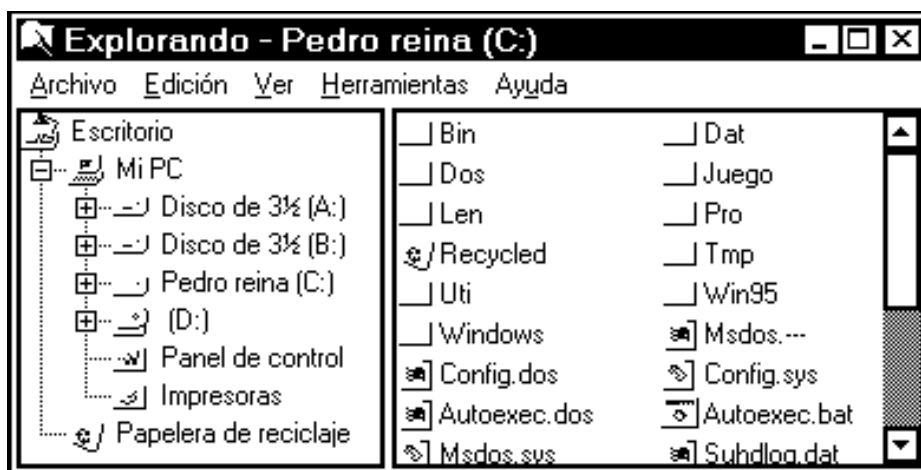 Explorando - Pedro reina (C:)
Archivo Edición Ver Herramientas Ayuda
Escritorio
Mi PC
Disco de 3½ (A:)
Disco de 3½ (B:)
Pedro reina (C:)
(D:)
Panel de control
Impresoras
Papelera de reciclaje
Bin Dat
Dos Juego
Len Pro
Recycled Tmp
Uti Win95
Windows Msdos.---
Config.dos Config.sys
Autoexec.dos Autoexec.bat
Msdos.sys Suhdlog.dat